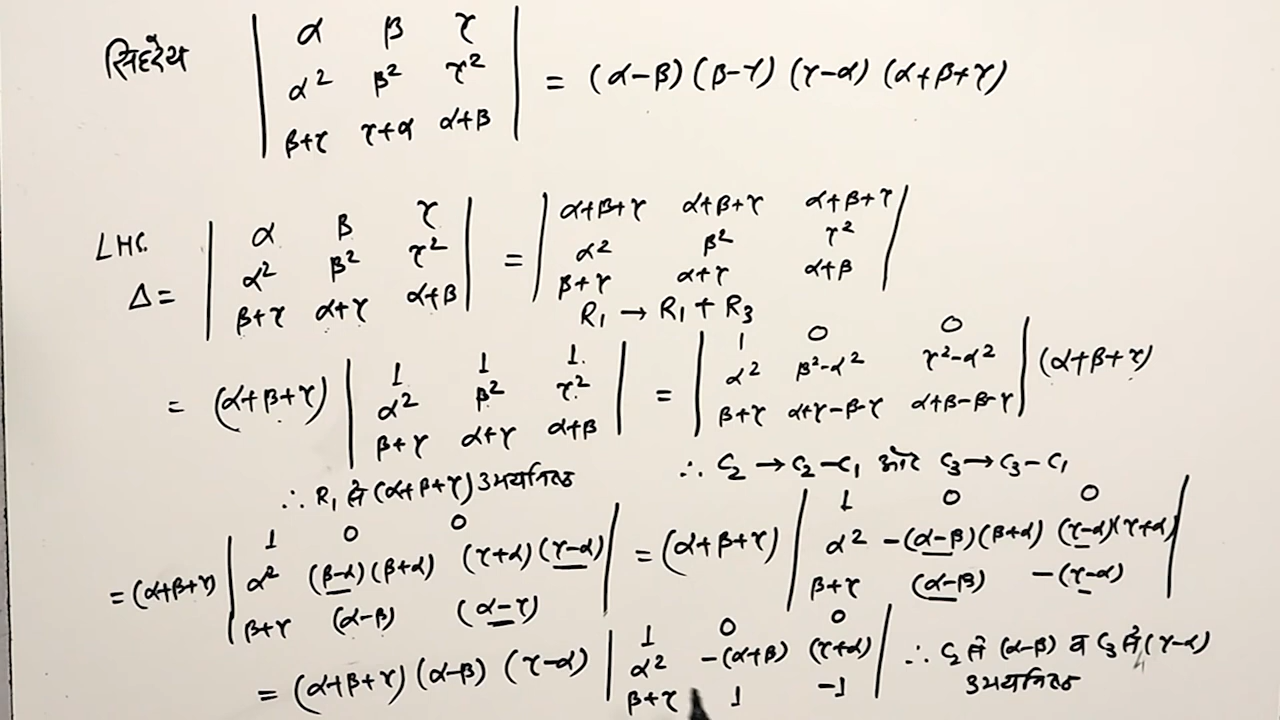 सिद्दरेय | α β γ |
| α² β² γ² | = (α-β) (β-γ) (γ-α) (α+β+γ)
| β+γ γ+α α+β |
LHS. | α β γ | | α+β+γ α+β+γ α+β+γ |
Δ = | α² β² γ² | = | α² β² γ² |
| β+γ α+γ α+β | | β+γ α+γ α+β |
R₁ → R₁ + R₃
| 1 1 1. | | 1 0 0 |
= (α+β+γ) | α² β² γ² | = | α² β²-α² γ²-α² | (α+β+γ)
| β+γ α+γ α+β | | β+γ α+γ-β-γ α+β-β-γ |
∴ R₁ से (α+β+γ) उभयनिष्ठ ∴ C₂ → C₂-C₁ और C₃→C₃-C₁
| 1 0 0 | | 1 0 0 |
= (α+β+γ) | α² (β-α)(β+α) (γ+α)(γ-α) | = (α+β+γ) | α² -(α-β)(β+α) (γ-α)(γ+α) |
| β+γ (α-β) (α-γ) | | β+γ (α-β) -(γ-α) |
| 1 0 0 |
= (α+β+γ) (α-β) (γ-α) | α² -(α+β) (γ+α) | ∴ C₂ से (α-β) व C₃ से (γ-α)
| β+γ 1 -1 | उभयनिष्ठ